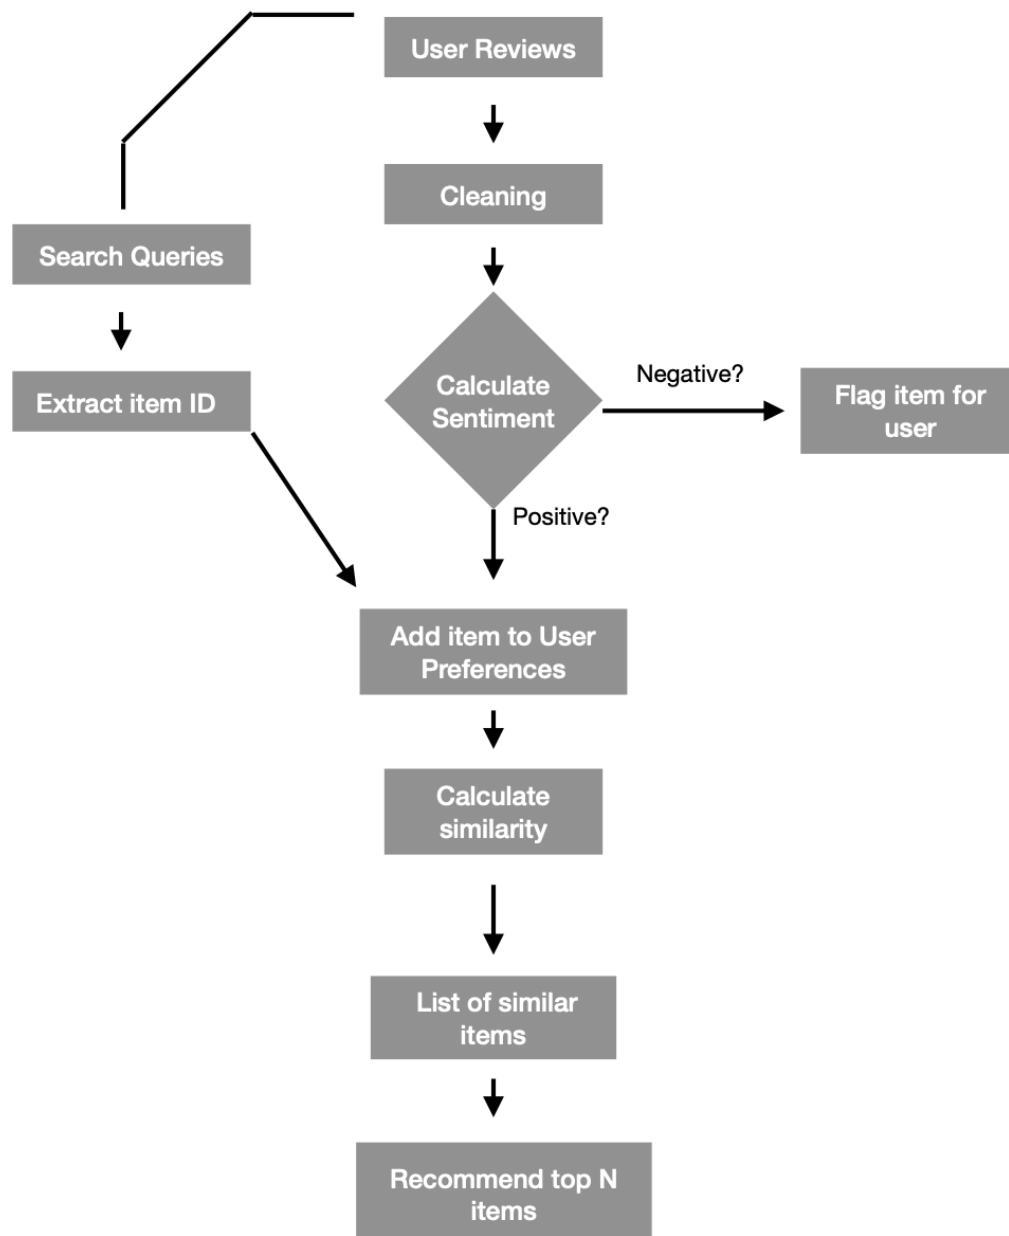 User Reviews
Cleaning
Search Queries
Extract item ID
Calculate
Sentiment
Negative?
Flag item for
user
Positive?
Add item to User
Preferences
Calculate
similarity
List of similar
items
Recommend top N
items